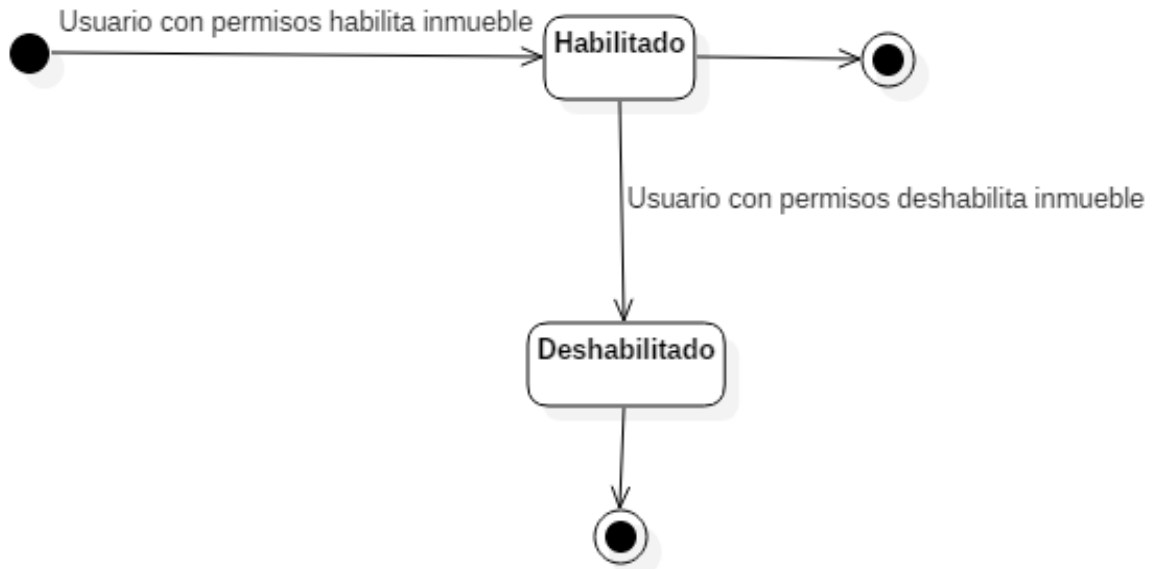 Usuario con permisos habilita inmueble
Habilitado
Usuario con permisos deshabilita inmueble
Deshabilitado